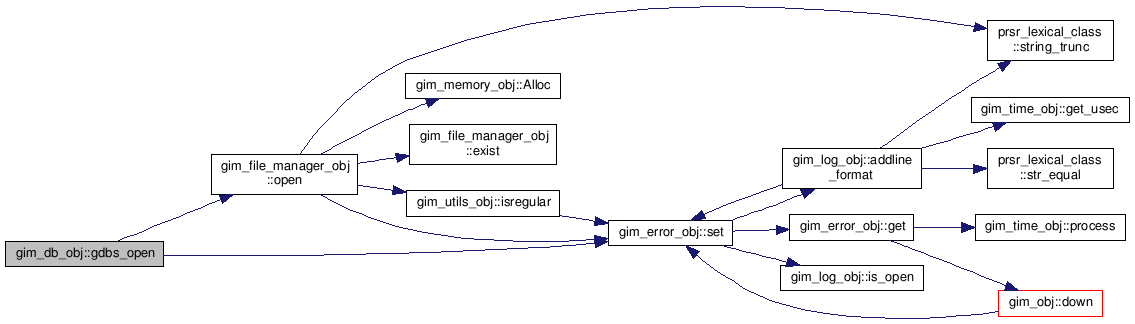 prsr_lexical_class
::string_trunc
gim_memory_obj::Alloc
gim_time_obj::get_usec
gim_file_manager_obj
::exist
gim_file_manager_obj
::open
gim_log_obj::addline
_format
prsr_lexical_class
::str_equal
gim_utils_obj::isregular
gim_error_obj::set
gim_error_obj::get
gim_time_obj::process
gim_db_obj::gdbs_open
gim_log_obj::is_open
gim_obj::down